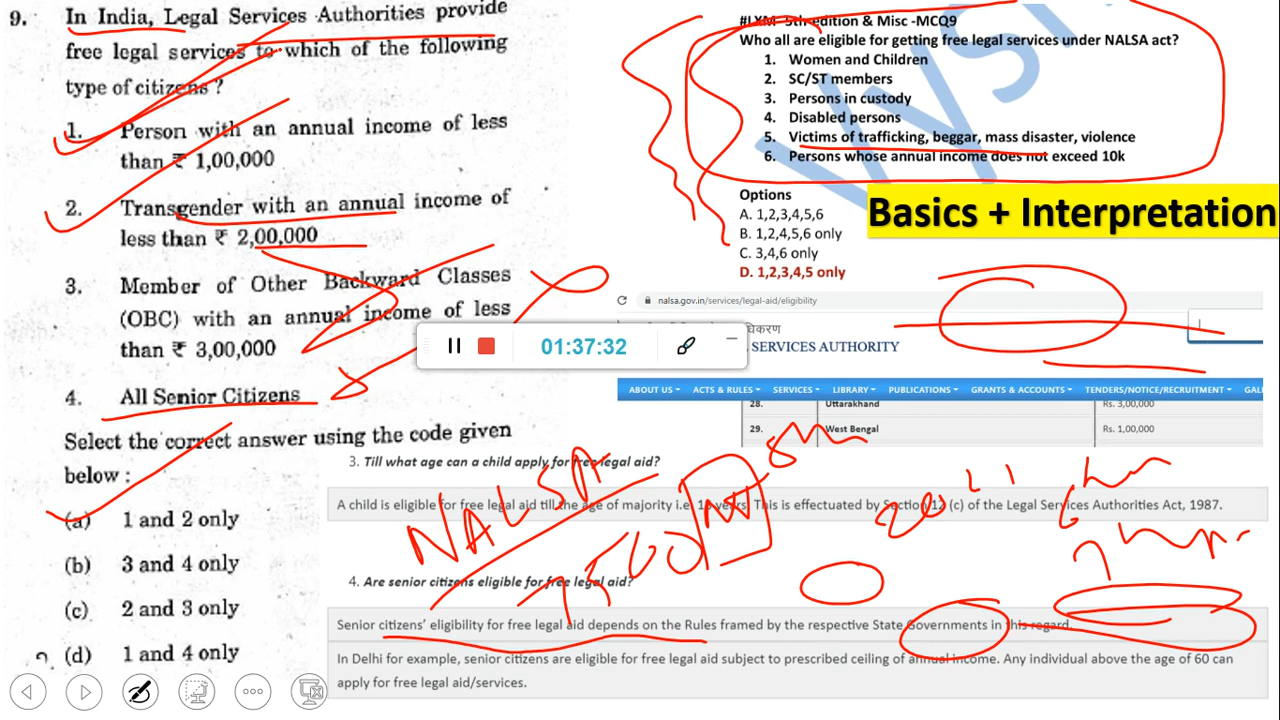 9. In India, Legal Services Authorities provide
free legal services to which of the following
type of citizens ?
1. Person with an annual income of less
than ₹ 1,00,000
2. Transgender with an annual income of
less than ₹ 2,00,000
3. Member of Other Backward Classes
(OBC) with an annual income of less
than ₹ 3,00,000
4. All Senior Citizens
Select the correct answer using the code given
below :
(a) 1 and 2 only
(b) 3 and 4 only
(c) 2 and 3 only
(d) 1 and 4 only
#LXM 5th edition & Misc -MCQ9
Who all are eligible for getting free legal services under NALSA act?
1. Women and Children
2. SC/ST members
3. Persons in custody
4. Disabled persons
5. Victims of trafficking, beggar, mass disaster, violence
6. Persons whose annual income does not exceed 10k
Options
A. 1,2,3,4,5,6
B. 1,2,4,5,6 only
C. 3,4,6 only
D. 1,2,3,4,5 only
Basics + Interpretation
nalsa.gov.in/services/legal-aid/eligibility
SERVICES AUTHORITY
01:37:32
ABOUT US ACTS & RULES SERVICES LIBRARY PUBLICATIONS GRANTS & ACCOUNTS TENDERS/NOTICE/RECRUITMENT
28. Uttarakhand Rs. 3,00,000
29. West Bengal Rs. 1,00,000
3. Till what age can a child apply for free legal aid?
A child is eligible for free legal aid till the age of majority i.e. 18 years. This is effectuated by Section 12 (c) of the Legal Services Authorities Act, 1987.
4. Are senior citizens eligible for free legal aid?
Senior citizens' eligibility for free legal aid depends on the Rules framed by the respective State Governments in this regard.
In Delhi for example, senior citizens are eligible for free legal aid subject to prescribed ceiling of annual income. Any individual above the age of 60 can
apply for free legal aid/services.
NALSA